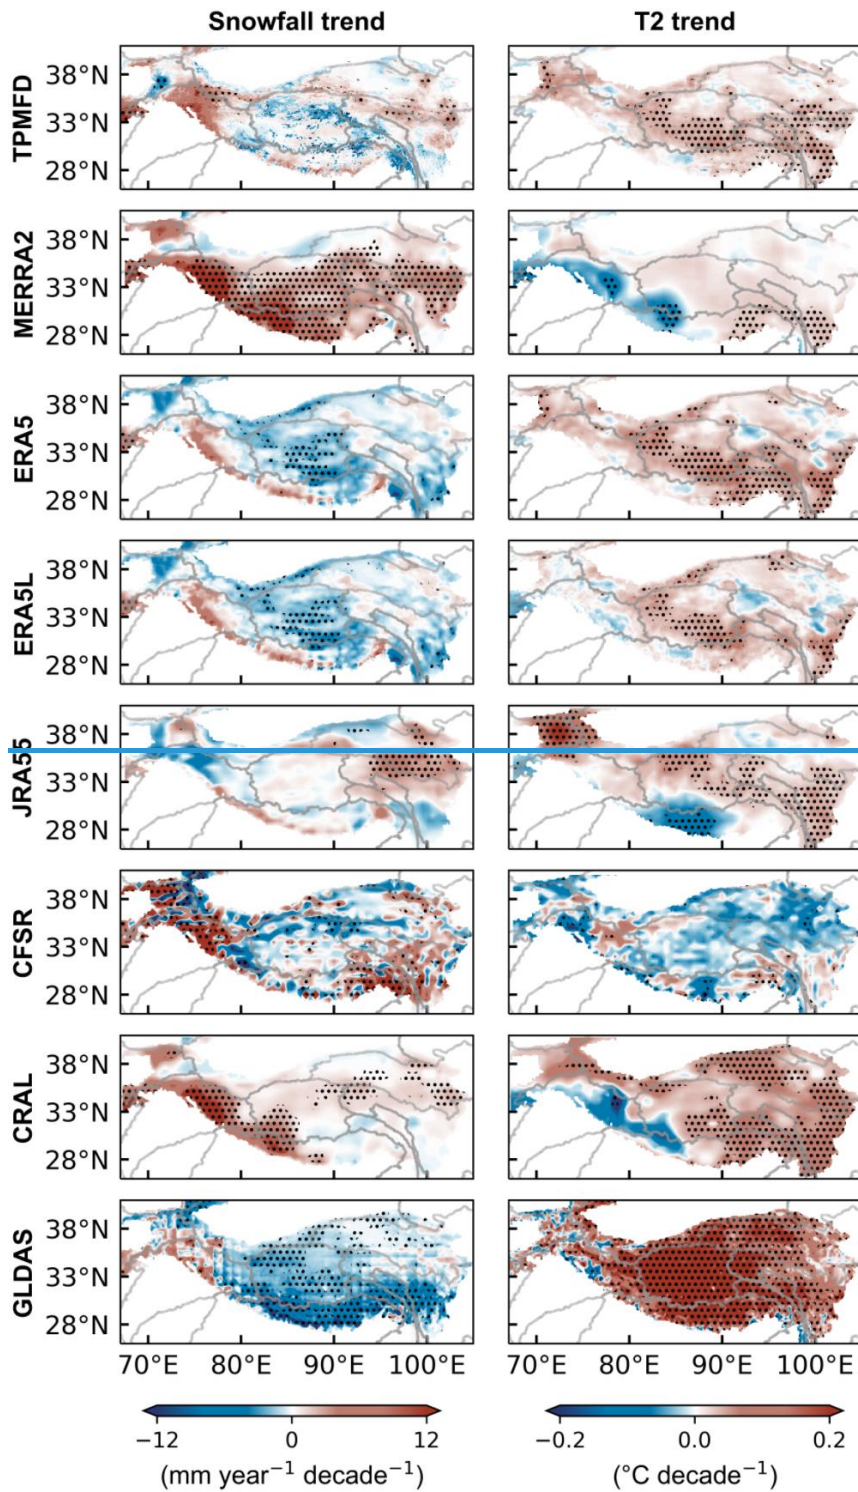 Snowfall trend T2 trend
TPMFD
38°N
33°N
28°N
MERRA2
38°N
33°N
28°N
ERA5
38°N
33°N
28°N
ERA5L
38°N
33°N
28°N
JRA55
38°N
33°N
28°N
CFSR
38°N
33°N
28°N
CRAL
38°N
33°N
28°N
GLDAS
38°N
33°N
28°N
70°E 80°E 90°E 100°E 70°E 80°E 90°E 100°E
−12 0 12 −0.2 0.0 0.2
(mm year⁻¹ decade⁻¹) (°C decade⁻¹)